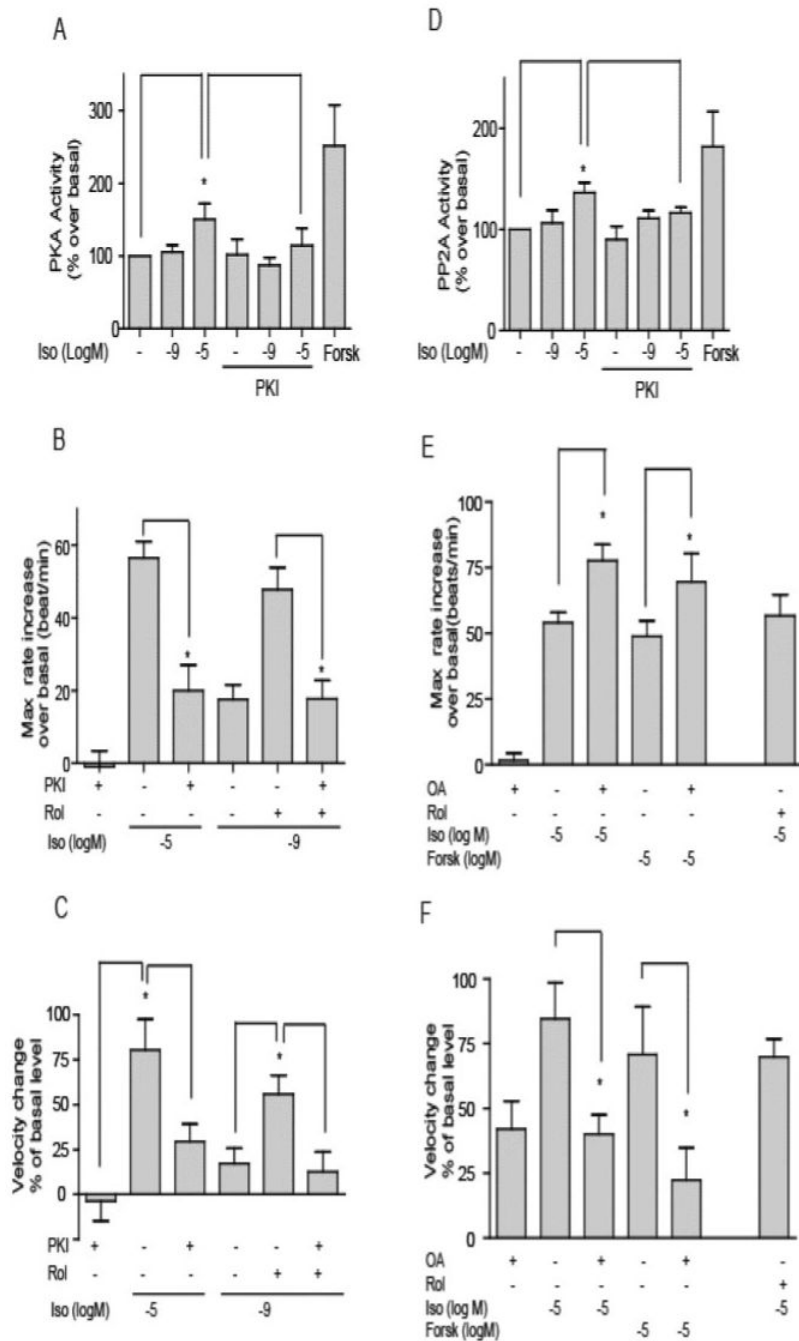 A
PKA Activity
(% over basal)
300
200
100
0
*
Iso (LogM) - -9 -5 - -9 -5 Forsk
PKI
B
Max rate increase
over basal (beat/min)
60
40
20
0
* *
PKI + - + - - +
Rol - - - - + +
Iso (logM) -5 -9
C
Velocity change
% of basal level
100
75
50
25
0
* *
PKI + - + - - +
Rol - - - - + +
Iso (logM) -5 -9
D
PP2A Activity
(% over basal)
200
100
0
*
Iso (LogM) - -9 -5 - -9 -5 Forsk
PKI
E
Max rate increase
over basal(beats/min)
100
75
50
25
0
* *
OA + - + - + -
Rol - - - - - +
Iso (log M) -5 -5 -5
Forsk (logM) -5 -5
F
Velocity change
% of basal level
100
75
50
25
0
* *
OA + - + - + -
Rol - - - - - +
Iso (log M) -5 -5 -5
Forsk (logM) -5 -5